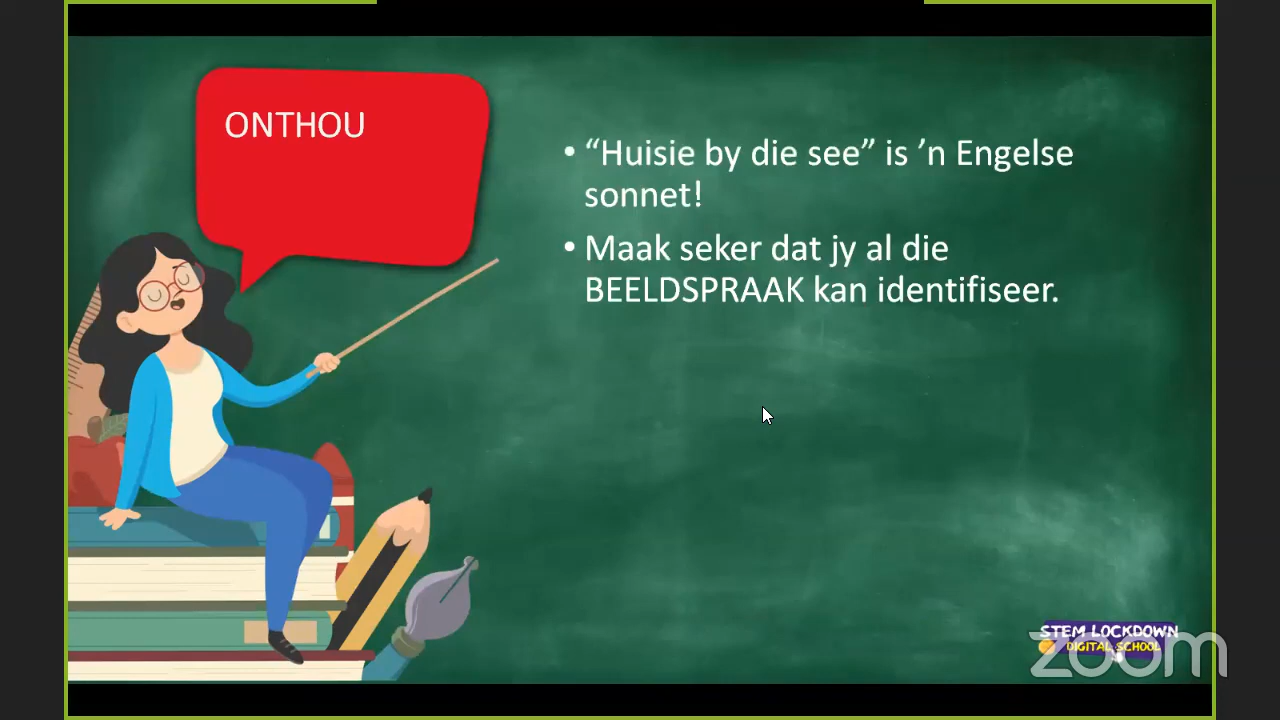 ONTHOU
• “Huisie by die see” is ’n Engelse
sonnet!
• Maak seker dat jy al die
BEELDSPRAAK kan identifiseer.
STEM LOCKDOWN
DIGITAL SCHOOL
zoom